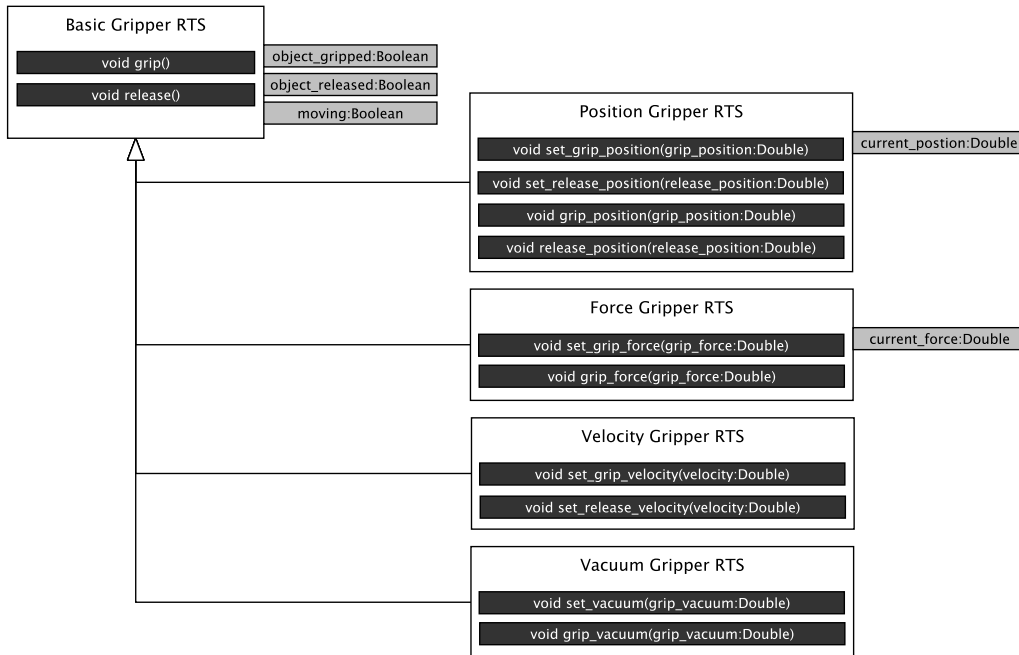 Basic Gripper RTS
void grip()
void release()
object_gripped:Boolean
object_released:Boolean
moving:Boolean
Position Gripper RTS
void set_grip_position(grip_position:Double)
void set_release_position(release_position:Double)
void grip_position(grip_position:Double)
void release_position(release_position:Double)
current_postion:Double
Force Gripper RTS
void set_grip_force(grip_force:Double)
void grip_force(grip_force:Double)
current_force:Double
Velocity Gripper RTS
void set_grip_velocity(velocity:Double)
void set_release_velocity(velocity:Double)
Vacuum Gripper RTS
void set_vacuum(grip_vacuum:Double)
void grip_vacuum(grip_vacuum:Double)